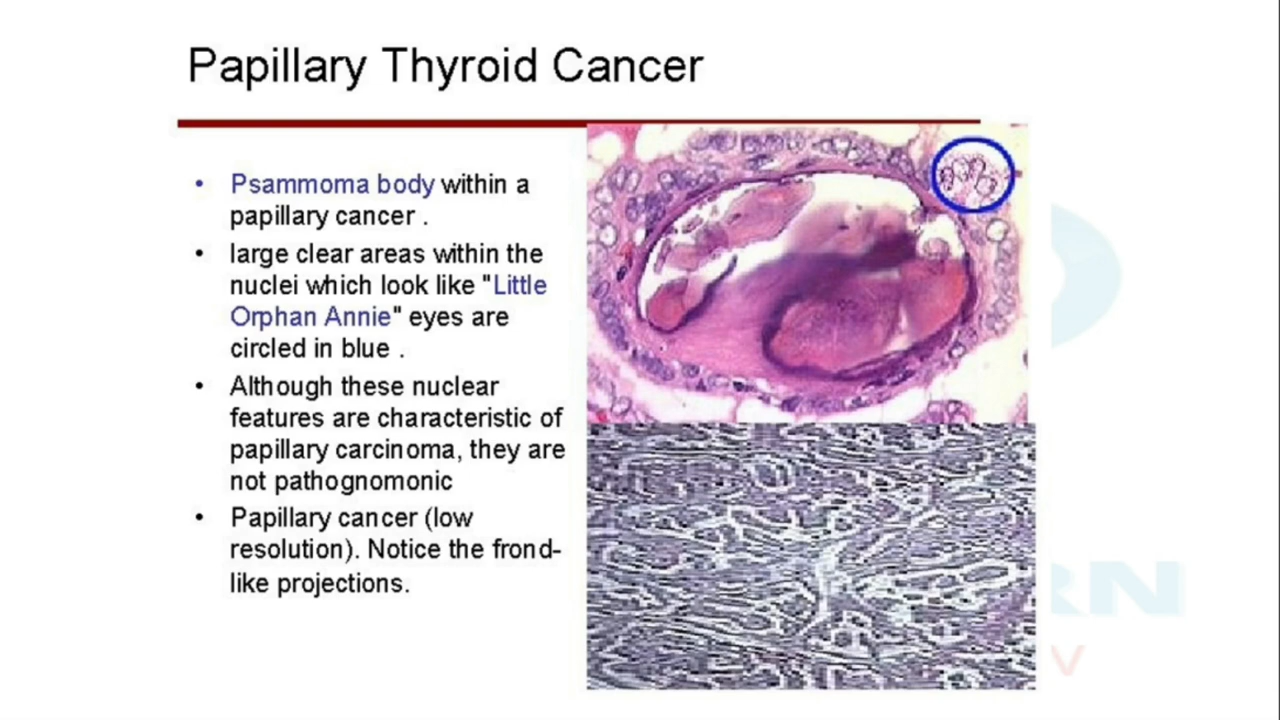 Papillary Thyroid Cancer
• Psammoma body within a
papillary cancer .
• large clear areas within the
nuclei which look like "Little
Orphan Annie" eyes are
circled in blue .
• Although these nuclear
features are characteristic of
papillary carcinoma, they are
not pathognomonic
• Papillary cancer (low
resolution). Notice the frond-
like projections.